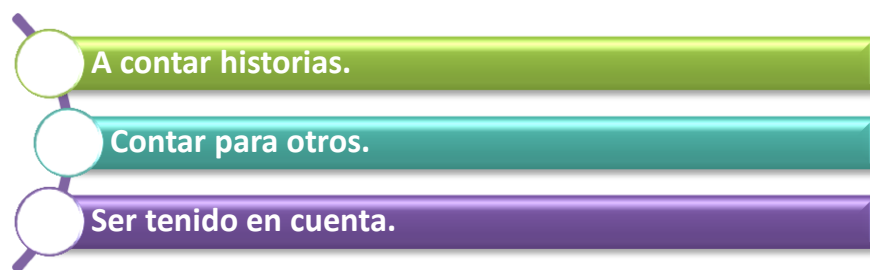 A contar historias.
Contar para otros.
Ser tenido en cuenta.